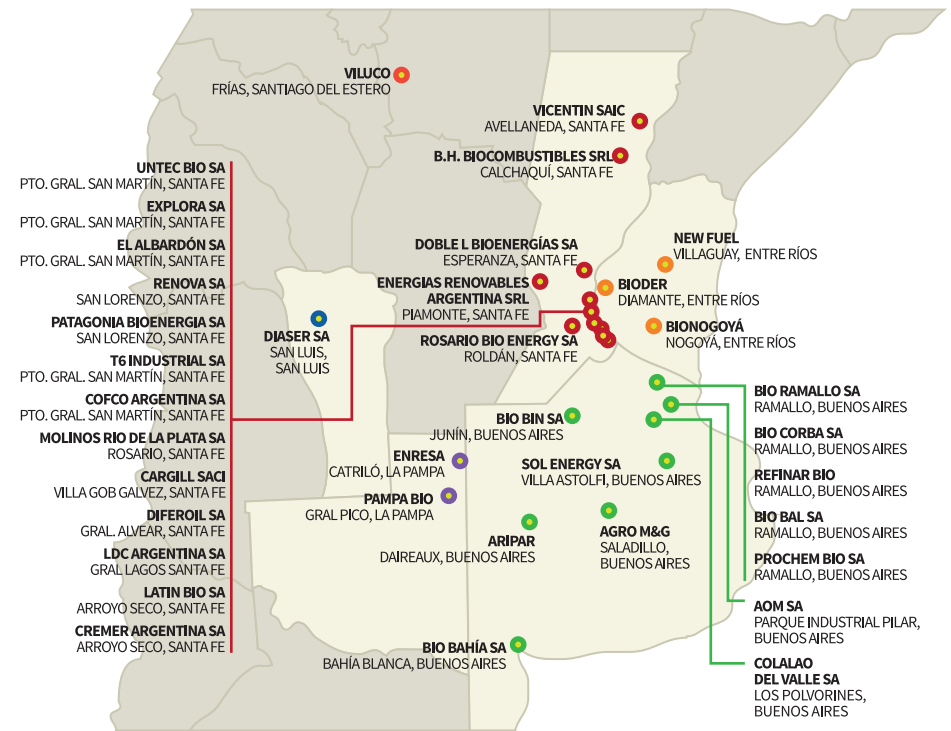 VILUCO
FRÍAS, SANTIAGO DEL ESTERO
VICENTIN SAIC
AVELLANEDA, SANTA FE
B.H. BIOCOMBUSTIBLES SRL
CALCHAQUÍ, SANTA FE
UNTEC BIO SA
PTO. GRAL. SAN MARTÍN, SANTA FE
EXPLORA SA
PTO. GRAL. SAN MARTÍN, SANTA FE
EL ALBARDÓN SA
PTO. GRAL. SAN MARTÍN, SANTA FE
RENOVA SA
SAN LORENZO, SANTA FE
PATAGONIA BIOENERGIA SA
SAN LORENZO, SANTA FE
T6 INDUSTRIAL SA
PTO. GRAL. SAN MARTÍN, SANTA FE
COFCO ARGENTINA SA
PTO. GRAL. SAN MARTÍN, SANTA FE
MOLINOS RIO DE LA PLATA SA
ROSARIO, SANTA FE
CARGILL SACI
VILLA GOB GALVEZ, SANTA FE
DIFEROIL SA
GRAL. ALVEAR, SANTA FE
LDC ARGENTINA SA
GRAL LAGOS SANTA FE
LATIN BIO SA
ARROYO SECO, SANTA FE
CREMER ARGENTINA SA
ARROYO SECO, SANTA FE
DIASER SA
SAN LUIS,
SAN LUIS
DOBLE L BIOENERGÍAS SA
ESPERANZA, SANTA FE
ENERGIAS RENOVABLES
ARGENTINA SRL
PIAMONTE, SANTA FE
ROSARIO BIO ENERGY SA
ROLDÁN, SANTA FE
NEW FUEL
VILLAGUAY, ENTRE RÍOS
BIODER
DIAMANTE, ENTRE RÍOS
BIONOGOYÁ
NOGOYÁ, ENTRE RÍOS
BIO BIN SA
JUNÍN, BUENOS AIRES
ENRESA
CATRILÓ, LA PAMPA
PAMPA BIO
GRAL PICO, LA PAMPA
SOL ENERGY SA
VILLA ASTOLFI, BUENOS AIRES
ARIPAR
DAIREAUX, BUENOS AIRES
AGRO M&G
SALADILLO,
BUENOS AIRES
BIO BAHÍA SA
BAHÍA BLANCA, BUENOS AIRES
BIO RAMALLO SA
RAMALLO, BUENOS AIRES
BIO CORBA SA
RAMALLO, BUENOS AIRES
REFINAR BIO
RAMALLO, BUENOS AIRES
BIO BAL SA
RAMALLO, BUENOS AIRES
PROCHEM BIO SA
RAMALLO, BUENOS AIRES
AOM SA
PARQUE INDUSTRIAL PILAR,
BUENOS AIRES
COLALAO
DEL VALLE SA
LOS POLVORINES,
BUENOS AIRES